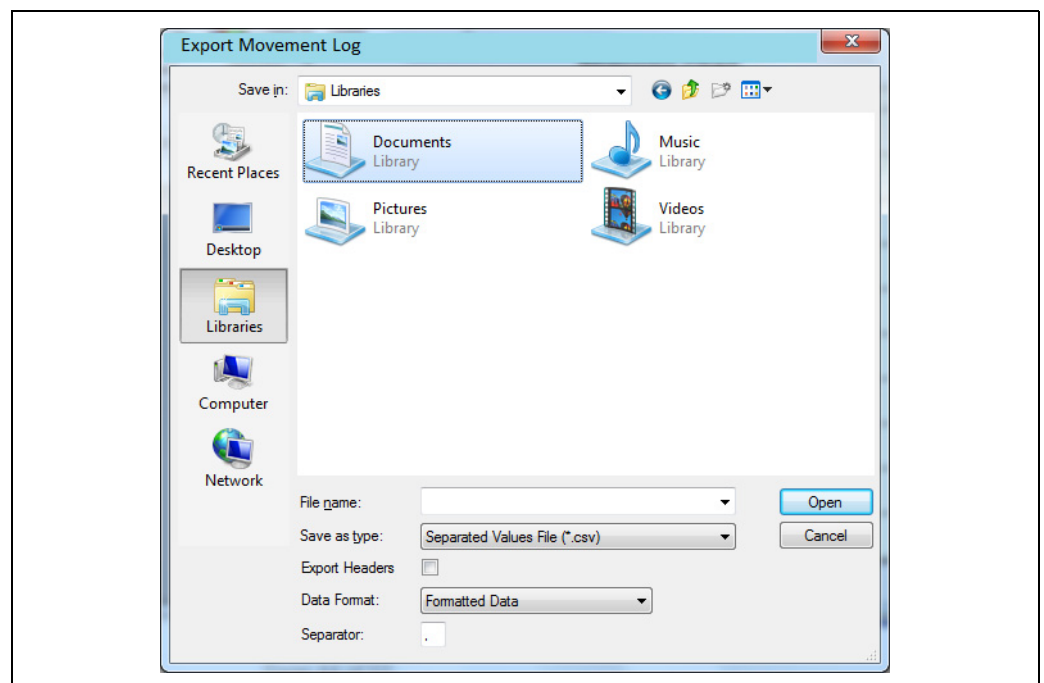 Export Movement Log
Save in:
Libraries
Recent Places
Desktop
Libraries
Computer
Network
Documents
Library
Music
Library
Pictures
Library
Videos
Library
File name:
Open
Save as type:
Separated Values File (*.csv)
Cancel
Export Headers
Data Format:
Formatted Data
Separator:
,